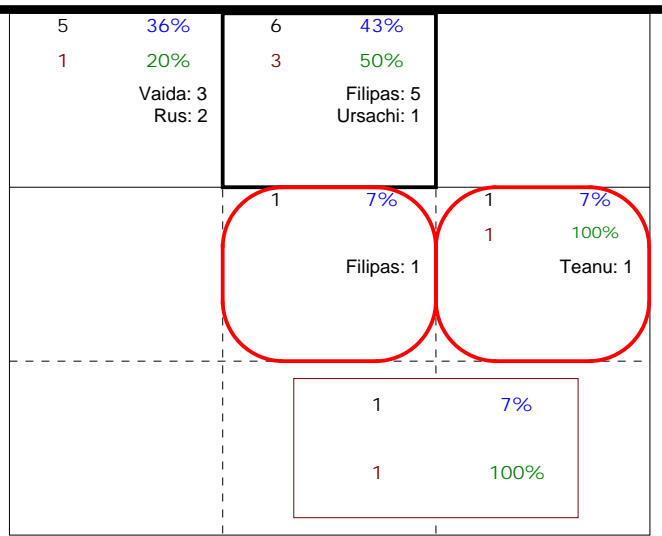 5 36% 6 43%
1 20% 3 50%
Vaida: 3 Filipas: 5
Rus: 2 Ursachi: 1
1 7% 1 7%
1 100%
Filipas: 1 Teanu: 1
1 7%
1 100%